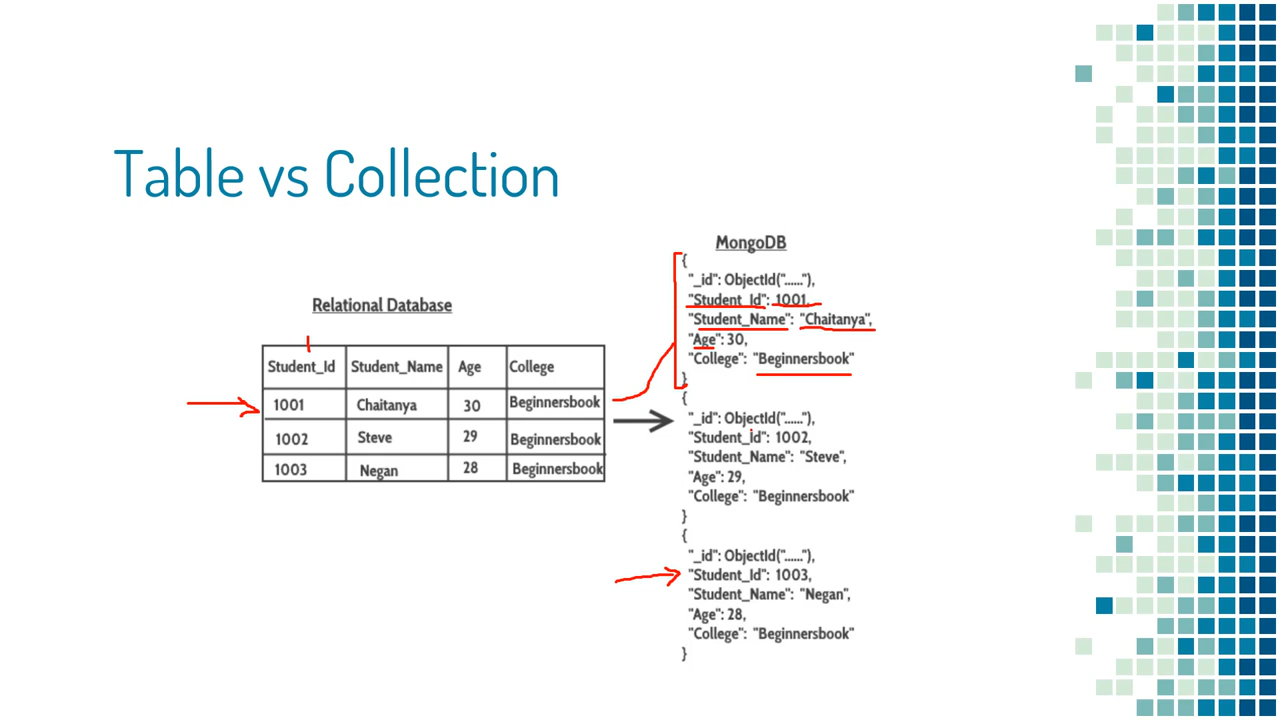 Table vs Collection
Relational Database
Student_Id Student_Name Age College
1001 Chaitanya 30 Beginnersbook
1002 Steve 29 Beginnersbook
1003 Negan 28 Beginnersbook
MongoDB
{
"_id": ObjectId("......"),
"Student_Id": 1001,
"Student_Name": "Chaitanya",
"Age": 30,
"College": "Beginnersbook"
}
{
"_id": ObjectId("......"),
"Student_Id": 1002,
"Student_Name": "Steve",
"Age": 29,
"College": "Beginnersbook"
}
{
"_id": ObjectId("......"),
"Student_Id": 1003,
"Student_Name": "Negan",
"Age": 28,
"College": "Beginnersbook"
}